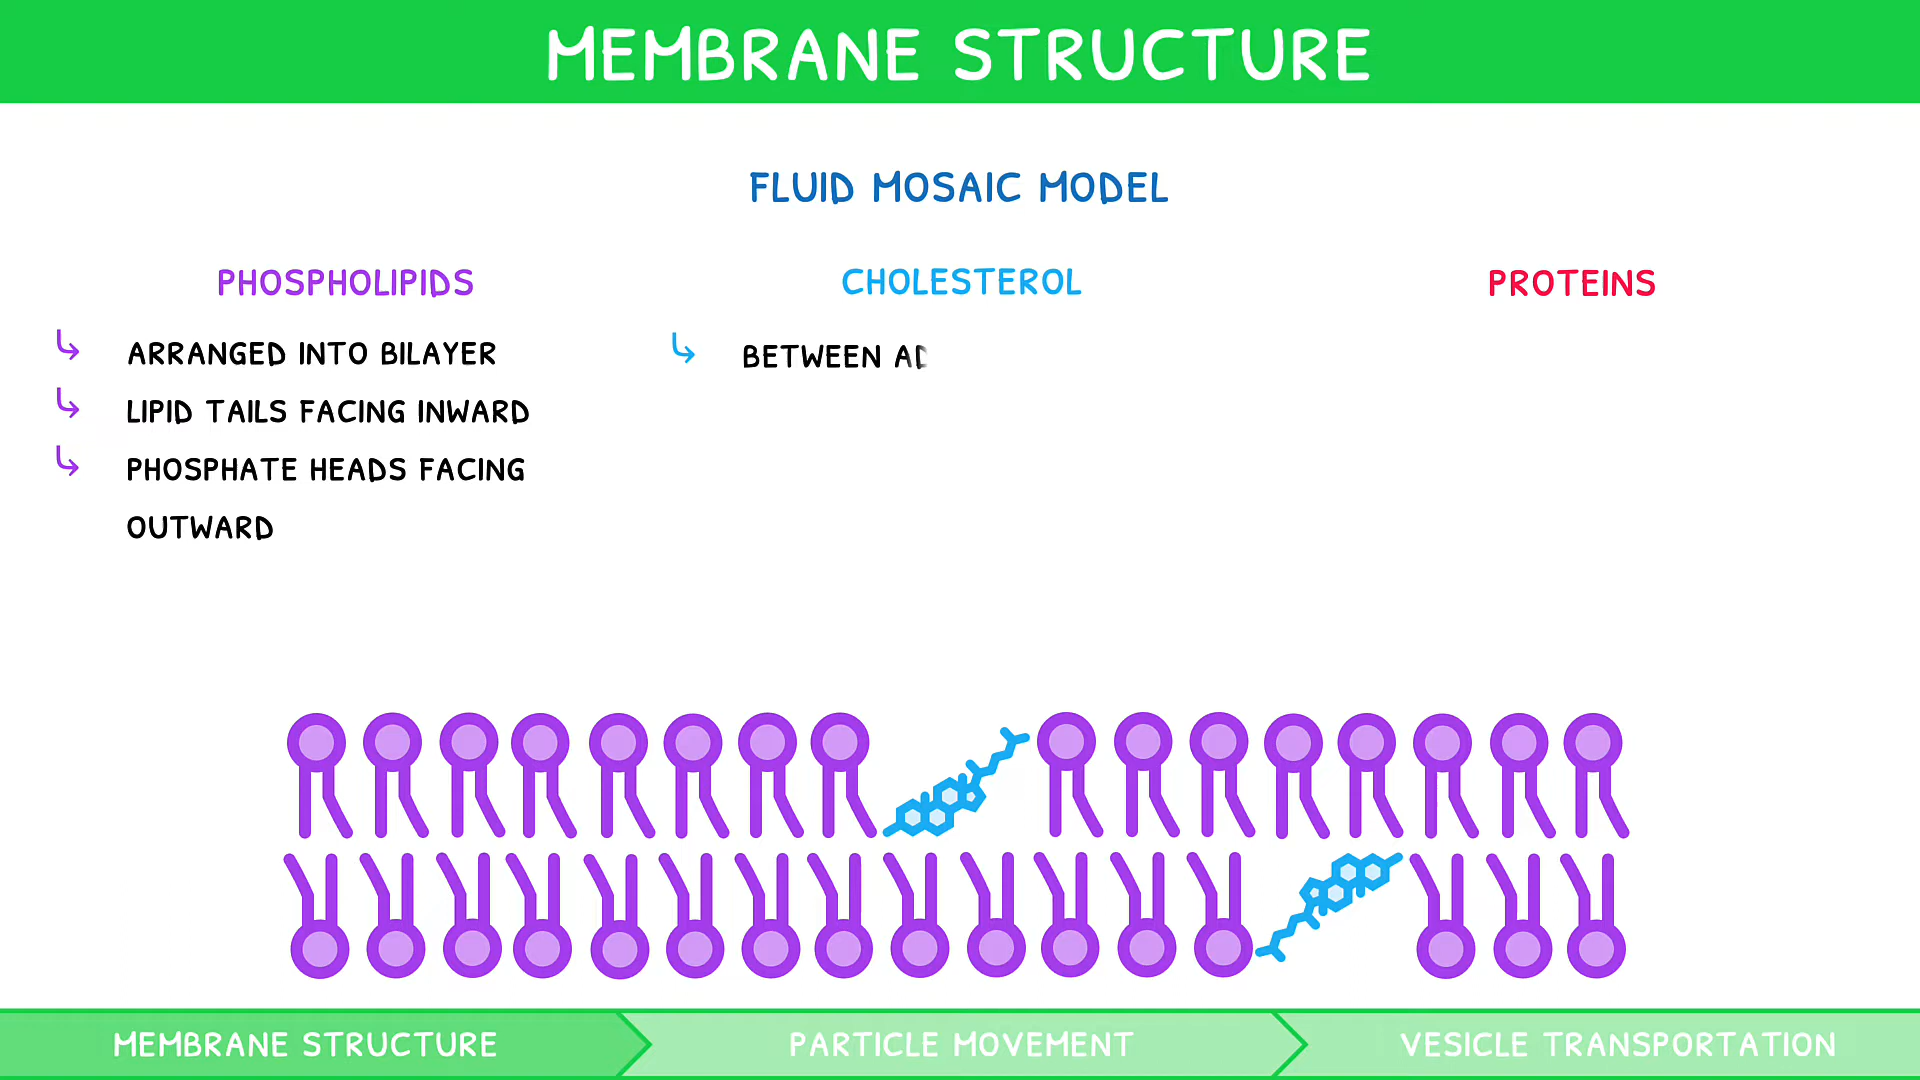 MEMBRANE STRUCTURE
FLUID MOSAIC MODEL
PHOSPHOLIPIDS
ARRANGED INTO BILAYER
LIPID TAILS FACING INWARD
PHOSPHATE HEADS FACING
OUTWARD
CHOLESTEROL
BETWEEN
PROTEINS
MEMBRANE STRUCTURE
PARTICLE MOVEMENT
VESICLE TRANSPORTATION